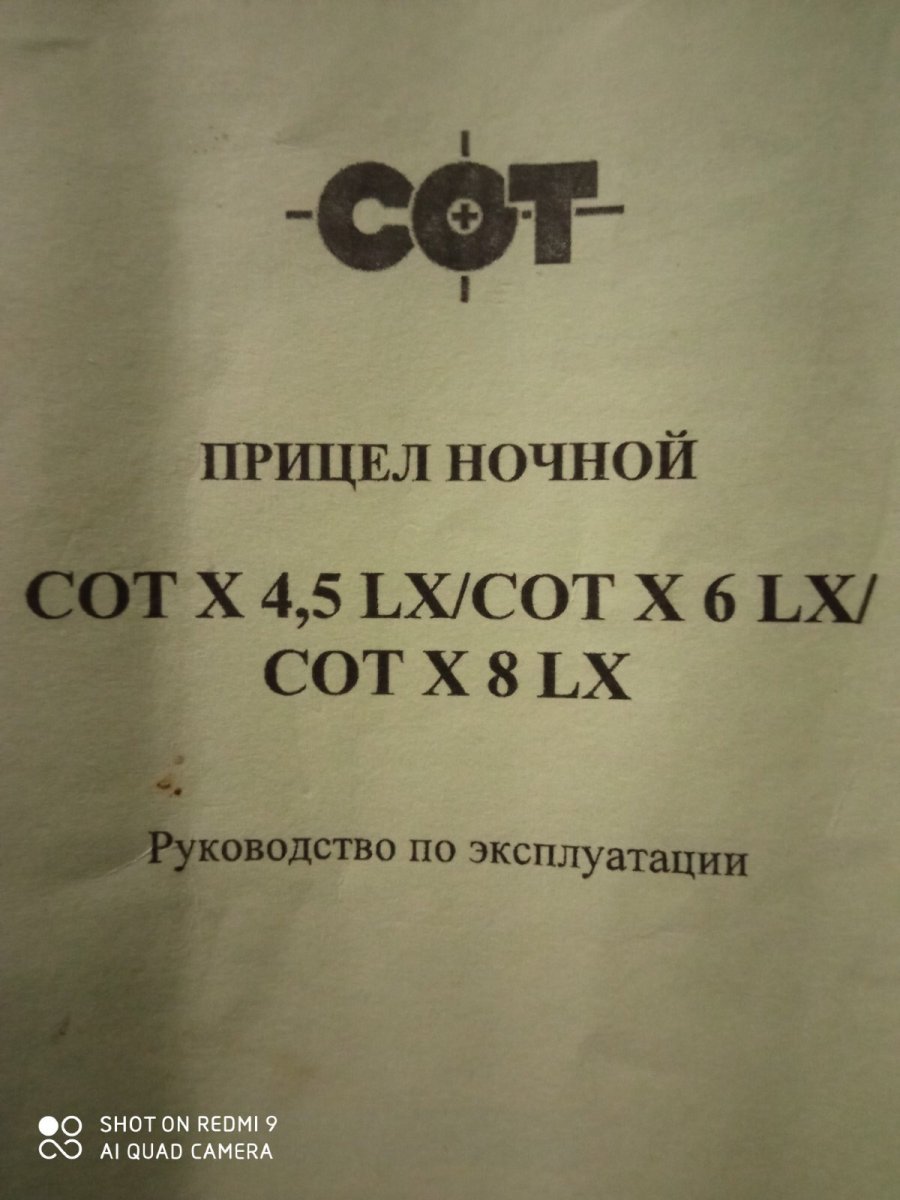 СОТ
ПРИЦЕЛ НОЧНОЙ
СОТ Х 4,5 LX/СОТ Х 6 LX/
СОТ Х 8 LX
Руководство по эксплуатации
SHOT ON REDMI 9
AI QUAD CAMERA